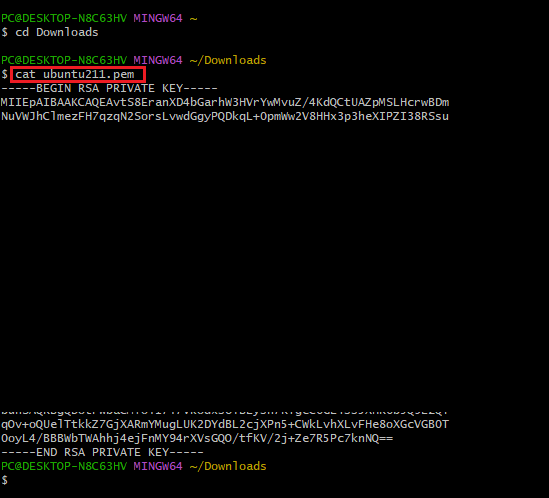 PC@DESKTOP-N8C63HV MINGW64 ~
$ cd Downloads
PC@DESKTOP-N8C63HV MINGW64 ~/Downloads
$ cat ubuntu211.pem
-----BEGIN RSA PRIVATE KEY-----
MIIEpAIBAAKCAQEAvtS8EranXD4bGarhW3HVrYwMvuZ/4KdQCtUAZpMSLHcrwBDm
NuVWJhClmezFH7qzqN2SorsLvwdGgyPQDkqL+OpmWw2V8HHx3p3heXIPZI38RSsu
qOv+oQUelTtkkZ7GjXARmYMugLUK2DYdBL2cjXPn5+CWkLvhXLvFHe8oXGcVGBOT
OoyL4/BBBWbTWAhhj4ejFnMY94rXVsGQO/tfKV/2j+Ze7R5Pc7knNQ==
-----END RSA PRIVATE KEY-----
PC@DESKTOP-N8C63HV MINGW64 ~/Downloads
$